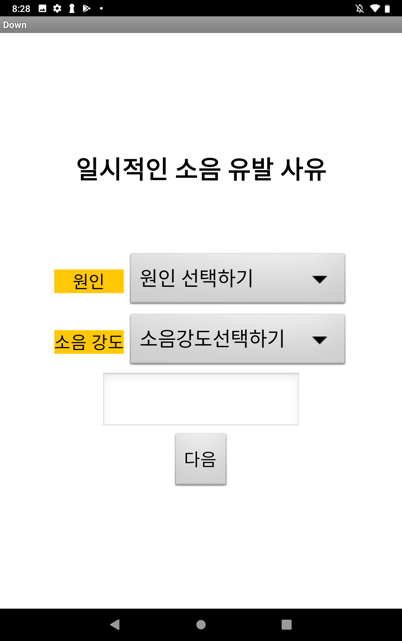 8:28
Down
일시적인 소음 유발 사유
원인
원인 선택하기
소음 강도
소음강도선택하기
다음